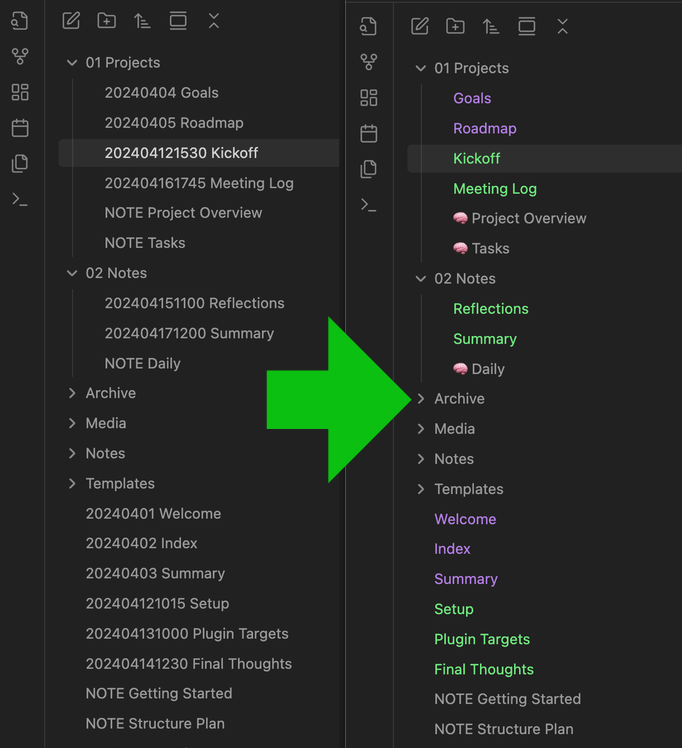 01 Projects
20240404 Goals
20240405 Roadmap
202404121530 Kickoff
202404161745 Meeting Log
NOTE Project Overview
NOTE Tasks
02 Notes
202404151100 Reflections
202404171200 Summary
NOTE Daily
Archive
Media
Notes
Templates
20240401 Welcome
20240402 Index
20240403 Summary
202404121015 Setup
202404131000 Plugin Targets
202404141230 Final Thoughts
NOTE Getting Started
NOTE Structure Plan
01 Projects
Goals
Roadmap
Kickoff
Meeting Log
🧠 Project Overview
🧠 Tasks
02 Notes
Reflections
Summary
🧠 Daily
Archive
Media
Notes
Templates
Welcome
Index
Summary
Setup
Plugin Targets
Final Thoughts
NOTE Getting Started
NOTE Structure Plan